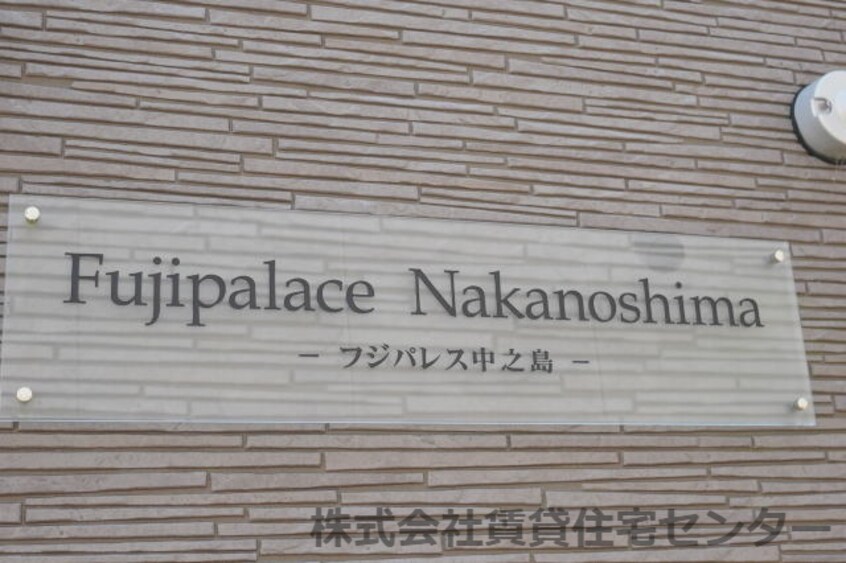 Fujipalace Nakanoshima
− フジパレス中之島 −
株式会社賃貸住宅センター